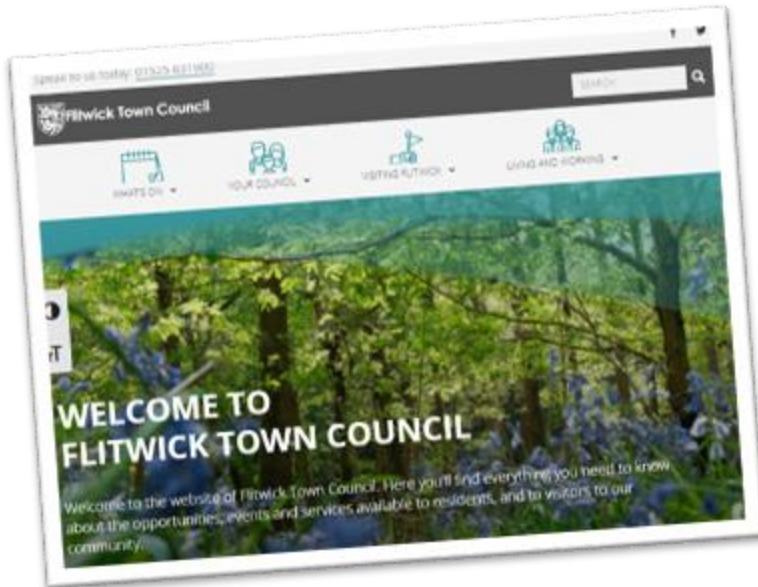 Speak to us today: 01525 631900
Flitwick Town Council
SEARCH
WHAT'S ON
YOUR COUNCIL
VISITING FLITWICK
LIVING AND WORKING
T
WELCOME TO
FLITWICK TOWN COUNCIL
Welcome to the website of Flitwick Town Council. Here you'll find everything you need to know
about the opportunities, events and services available to residents, and to visitors to our
community.